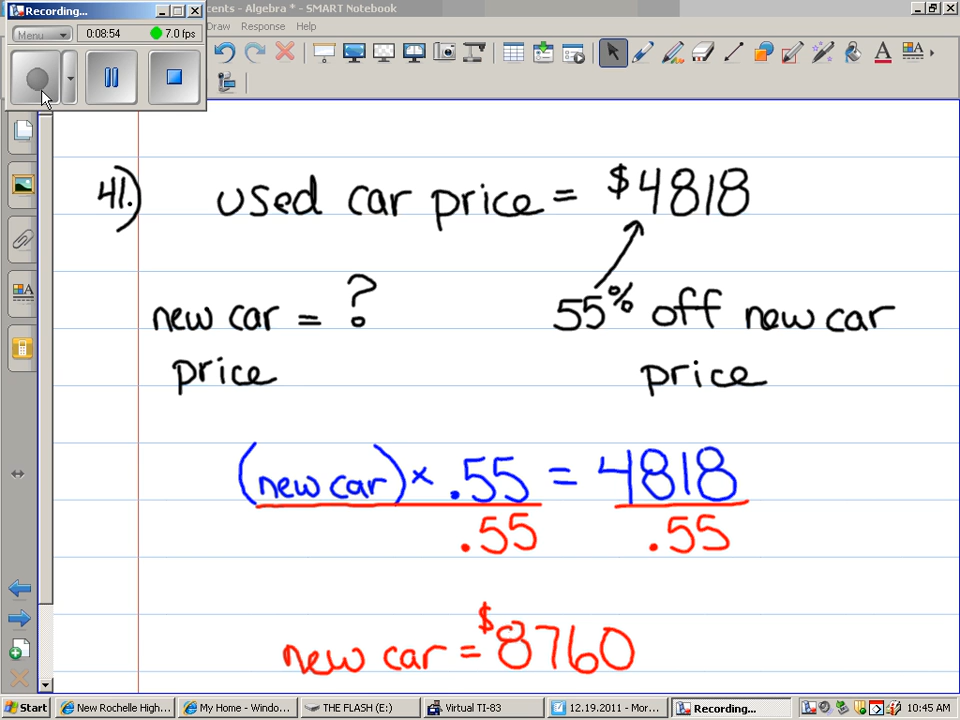 Recording...
cents - Algebra * - SMART Notebook
Menu
0:08:54
7.0 fps
Draw Response Help
41.) used car price = $4818
new car = ?
price
55% off new car
price
(new car) × .55 = 4818
.55 .55
new car = $8760
Start
New Rochelle High...
My Home - Windo...
THE FLASH (E:)
Virtual TI-83
12.19.2011 - Mor...
Recording...
10:45 AM